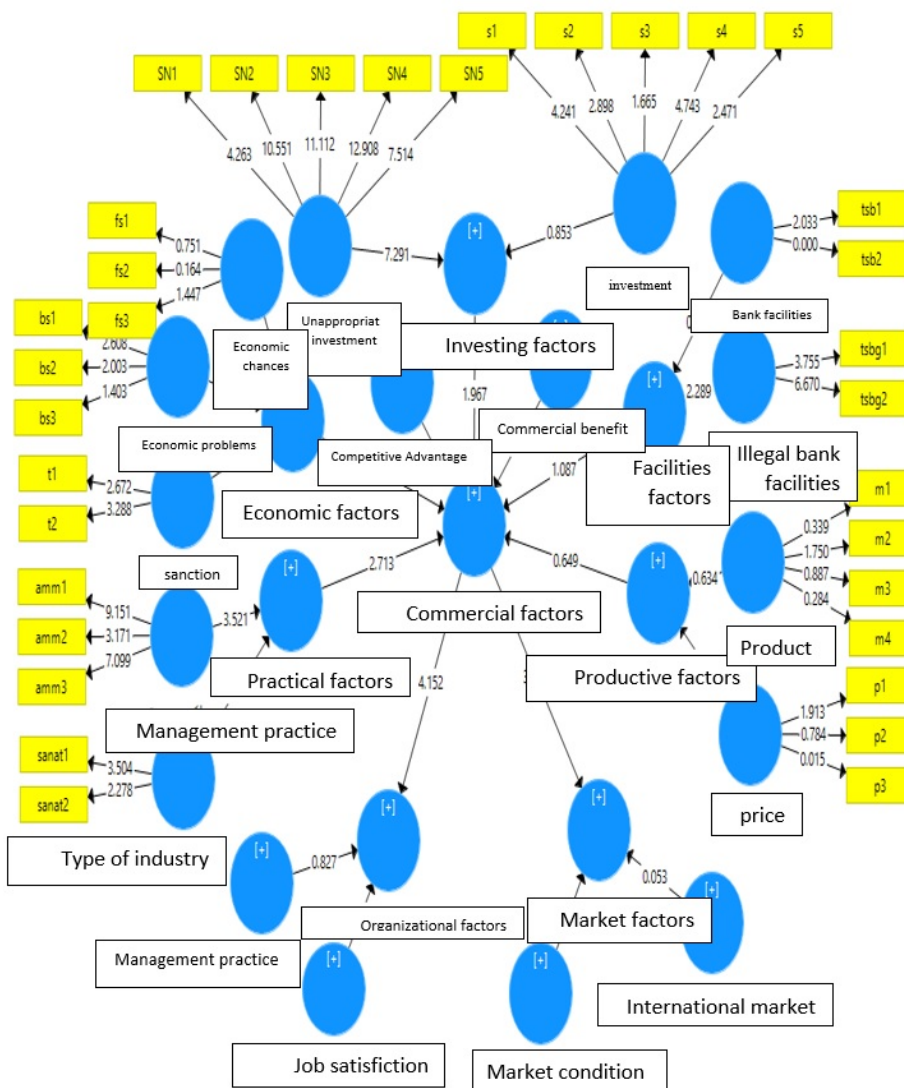 s1
s2
s3
s4
s5
SN1
SN2
SN3
SN4
SN5
4.241
2.898
1.665
4.743
2.471
4.263
10.551
11.112
12.908
7.514
fs1
fs2
fs3
0.751
0.164
1.447
7.291
[+]
0.853
tsb1
tsb2
2.033
0.000
investment
Bank facilities
bs1
bs2
bs3
2.608
2.003
1.403
Economic
chances
Unappropriat
investment
Investing factors
1.967
[+]
2.289
tsbg1
tsbg2
3.755
6.670
Economic problems
Competitive Advantage
Commercial benefit
1.087
Facilities
factors
Illegal bank
facilities
t1
t2
2.672
3.288
Economic factors
[+]
m1
m2
m3
m4
0.339
1.750
0.887
0.284
sanction
[+]
2.713
0.649
[+]
0.634
amm1
amm2
amm3
9.151
3.171
7.099
3.521
Commercial factors
Product
Practical factors
Productive factors
4.152
Management practice
p1
p2
p3
1.913
0.784
0.015
sanat1
sanat2
3.504
2.278
price
Type of industry
[+]
[+]
[+]
0.827
0.053
[+]
Organizational factors
Market factors
Management practice
[+]
[+]
International market
Job satisfiction
Market condition